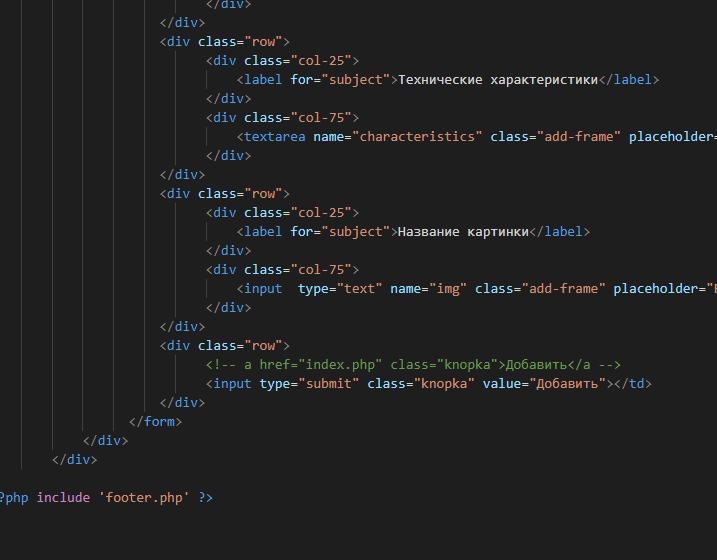 </div>
</div>
<div class="row">
<div class="col-25">
<label for="subject">Технические характеристики</label>
</div>
<div class="col-75">
<textarea name="characteristics" class="add-frame" placeholder=
</div>
</div>
<div class="row">
<div class="col-25">
<label for="subject">Название картинки</label>
</div>
<div class="col-75">
<input  type="text" name="img" class="add-frame" placeholder="
</div>
</div>
<div class="row">
<!-- a href="index.php" class="knopka">Добавить</a -->
<input type="submit" class="knopka" value="Добавить"></td>
</div>
</form>
</div>
</div>
?php include 'footer.php' ?>